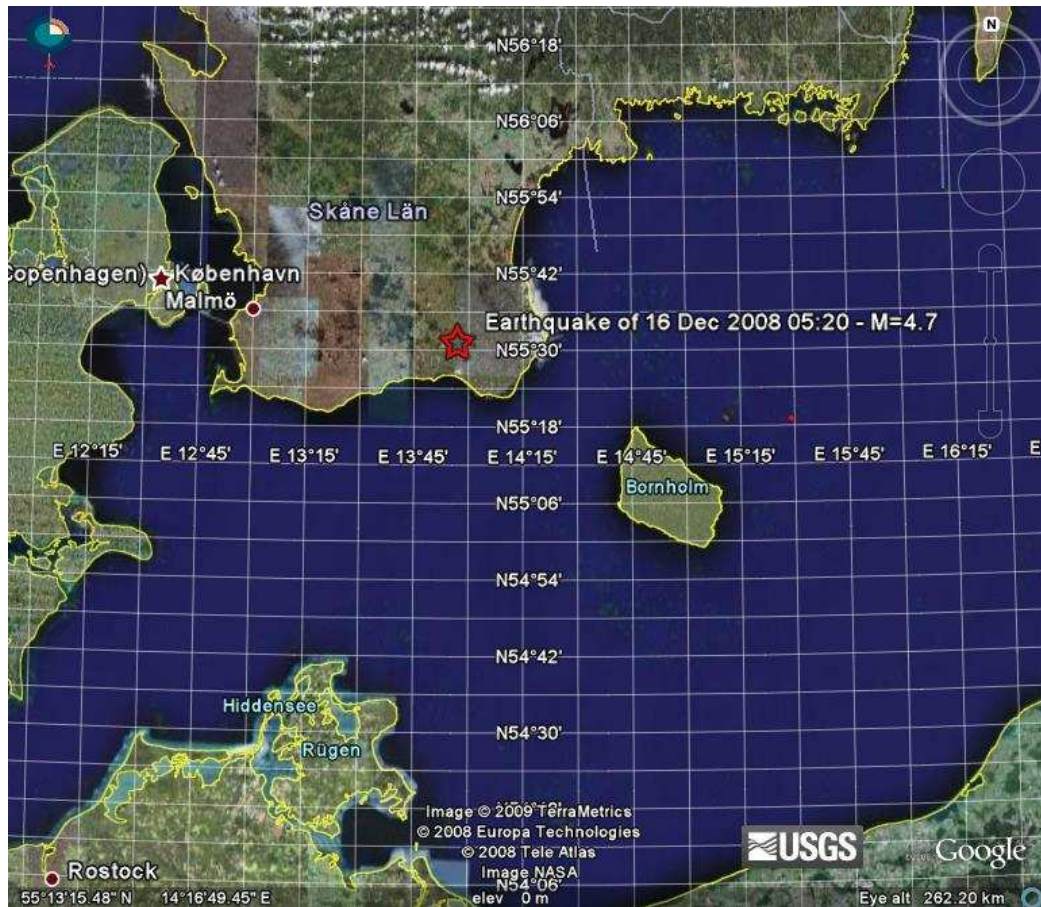 N
N56°18'
N56°06'
N55°54'
Skåne Län
N55°42'
Copenhagen) København
Malmö
Earthquake of 16 Dec 2008 05:20 - M=4.7
N55°30'
N55°18'
E 12°15' E 12°45' E 13°15' E 13°45' E 14°15' E 14°45' E 15°15' E 15°45' E 16°15' E
Bornholm
N55°06'
N54°54'
N54°42'
Hiddensee
N54°30'
Rügen
Image © 2009 TerraMetrics
© 2008 Europa Technologies
© 2008 Tele Atlas
Image NASA
USGS
Google
Rostock
N54°06'
55°13'15.48" N 14°16'49.45" E elev 0 m Eye alt 262.20 km